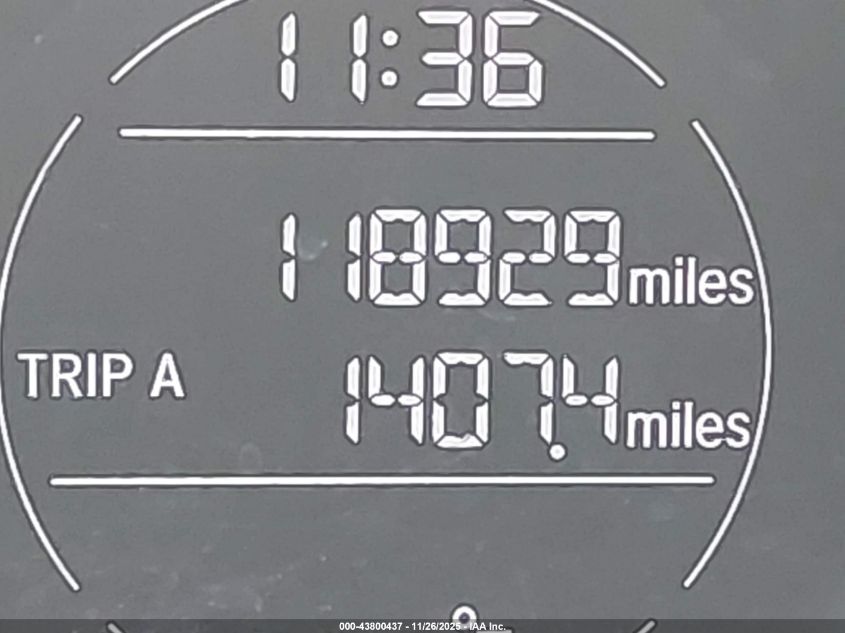 11:36
118929 miles
TRIP A 1407.4 miles
000-43800437 - 11/26/2025 - IAA Inc.